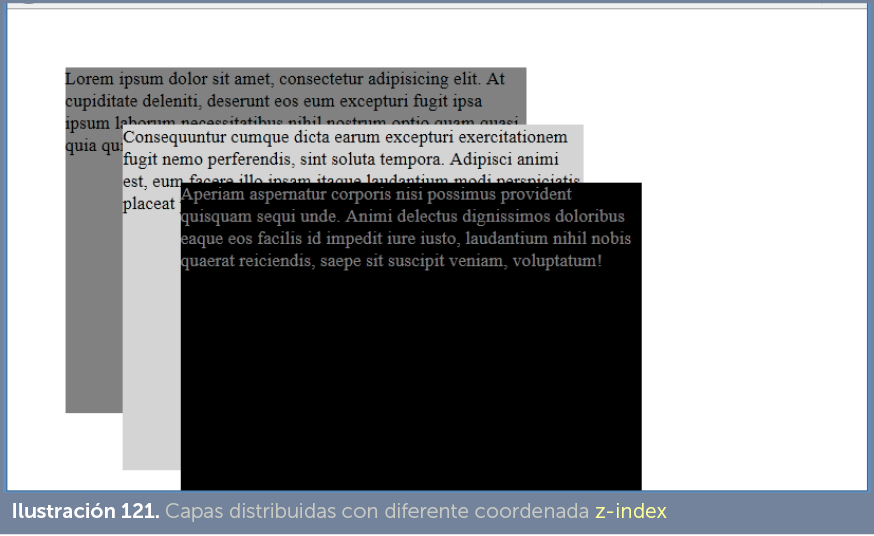 Lorem ipsum dolor sit amet, consectetur adipisicing elit. At
cupiditate deleniti, deserunt eos eum excepturi fugit ipsa
ipsum laborum necessitatibus nihil nostrum optio quam quasi
quia
Consequuntur cumque dicta earum excepturi exercitationem
fugit nemo perferendis, sint soluta tempora. Adipisci animi
est, eum facere illo ipsam itaque laudantium modi perspiciatis
placeat
Aperiam aspernatur corporis nisi possimus provident
quisquam sequi unde. Animi delectus dignissimos doloribus
eaque eos facilis id impedit iure iusto, laudantium nihil nobis
quaerat reiciendis, saepe sit suscipit veniam, voluptatum!
Ilustración 121. Capas distribuidas con diferente coordenada z-index